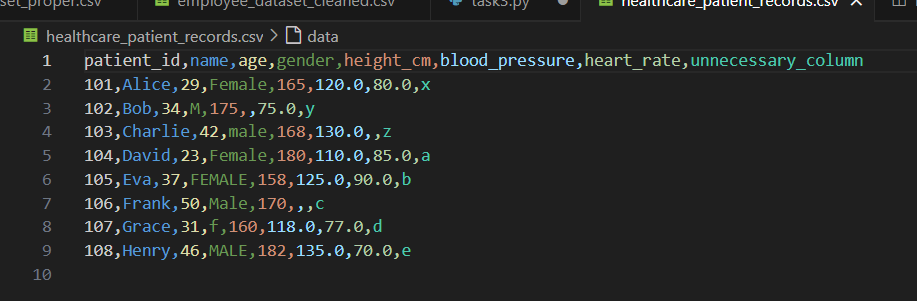 set_proper.csv employee_dataset_cleaned.csv task3.py healthcare_patient_records.csv
healthcare_patient_records.csv > data
1 patient_id,name,age,gender,height_cm,blood_pressure,heart_rate,unnecessary_column
2 101,Alice,29,Female,165,120.0,80.0,x
3 102,Bob,34,M,175,,75.0,y
4 103,Charlie,42,male,168,130.0,,z
5 104,David,23,Female,180,110.0,85.0,a
6 105,Eva,37,FEMALE,158,125.0,90.0,b
7 106,Frank,50,Male,170,,,c
8 107,Grace,31,f,160,118.0,77.0,d
9 108,Henry,46,MALE,182,135.0,70.0,e
10